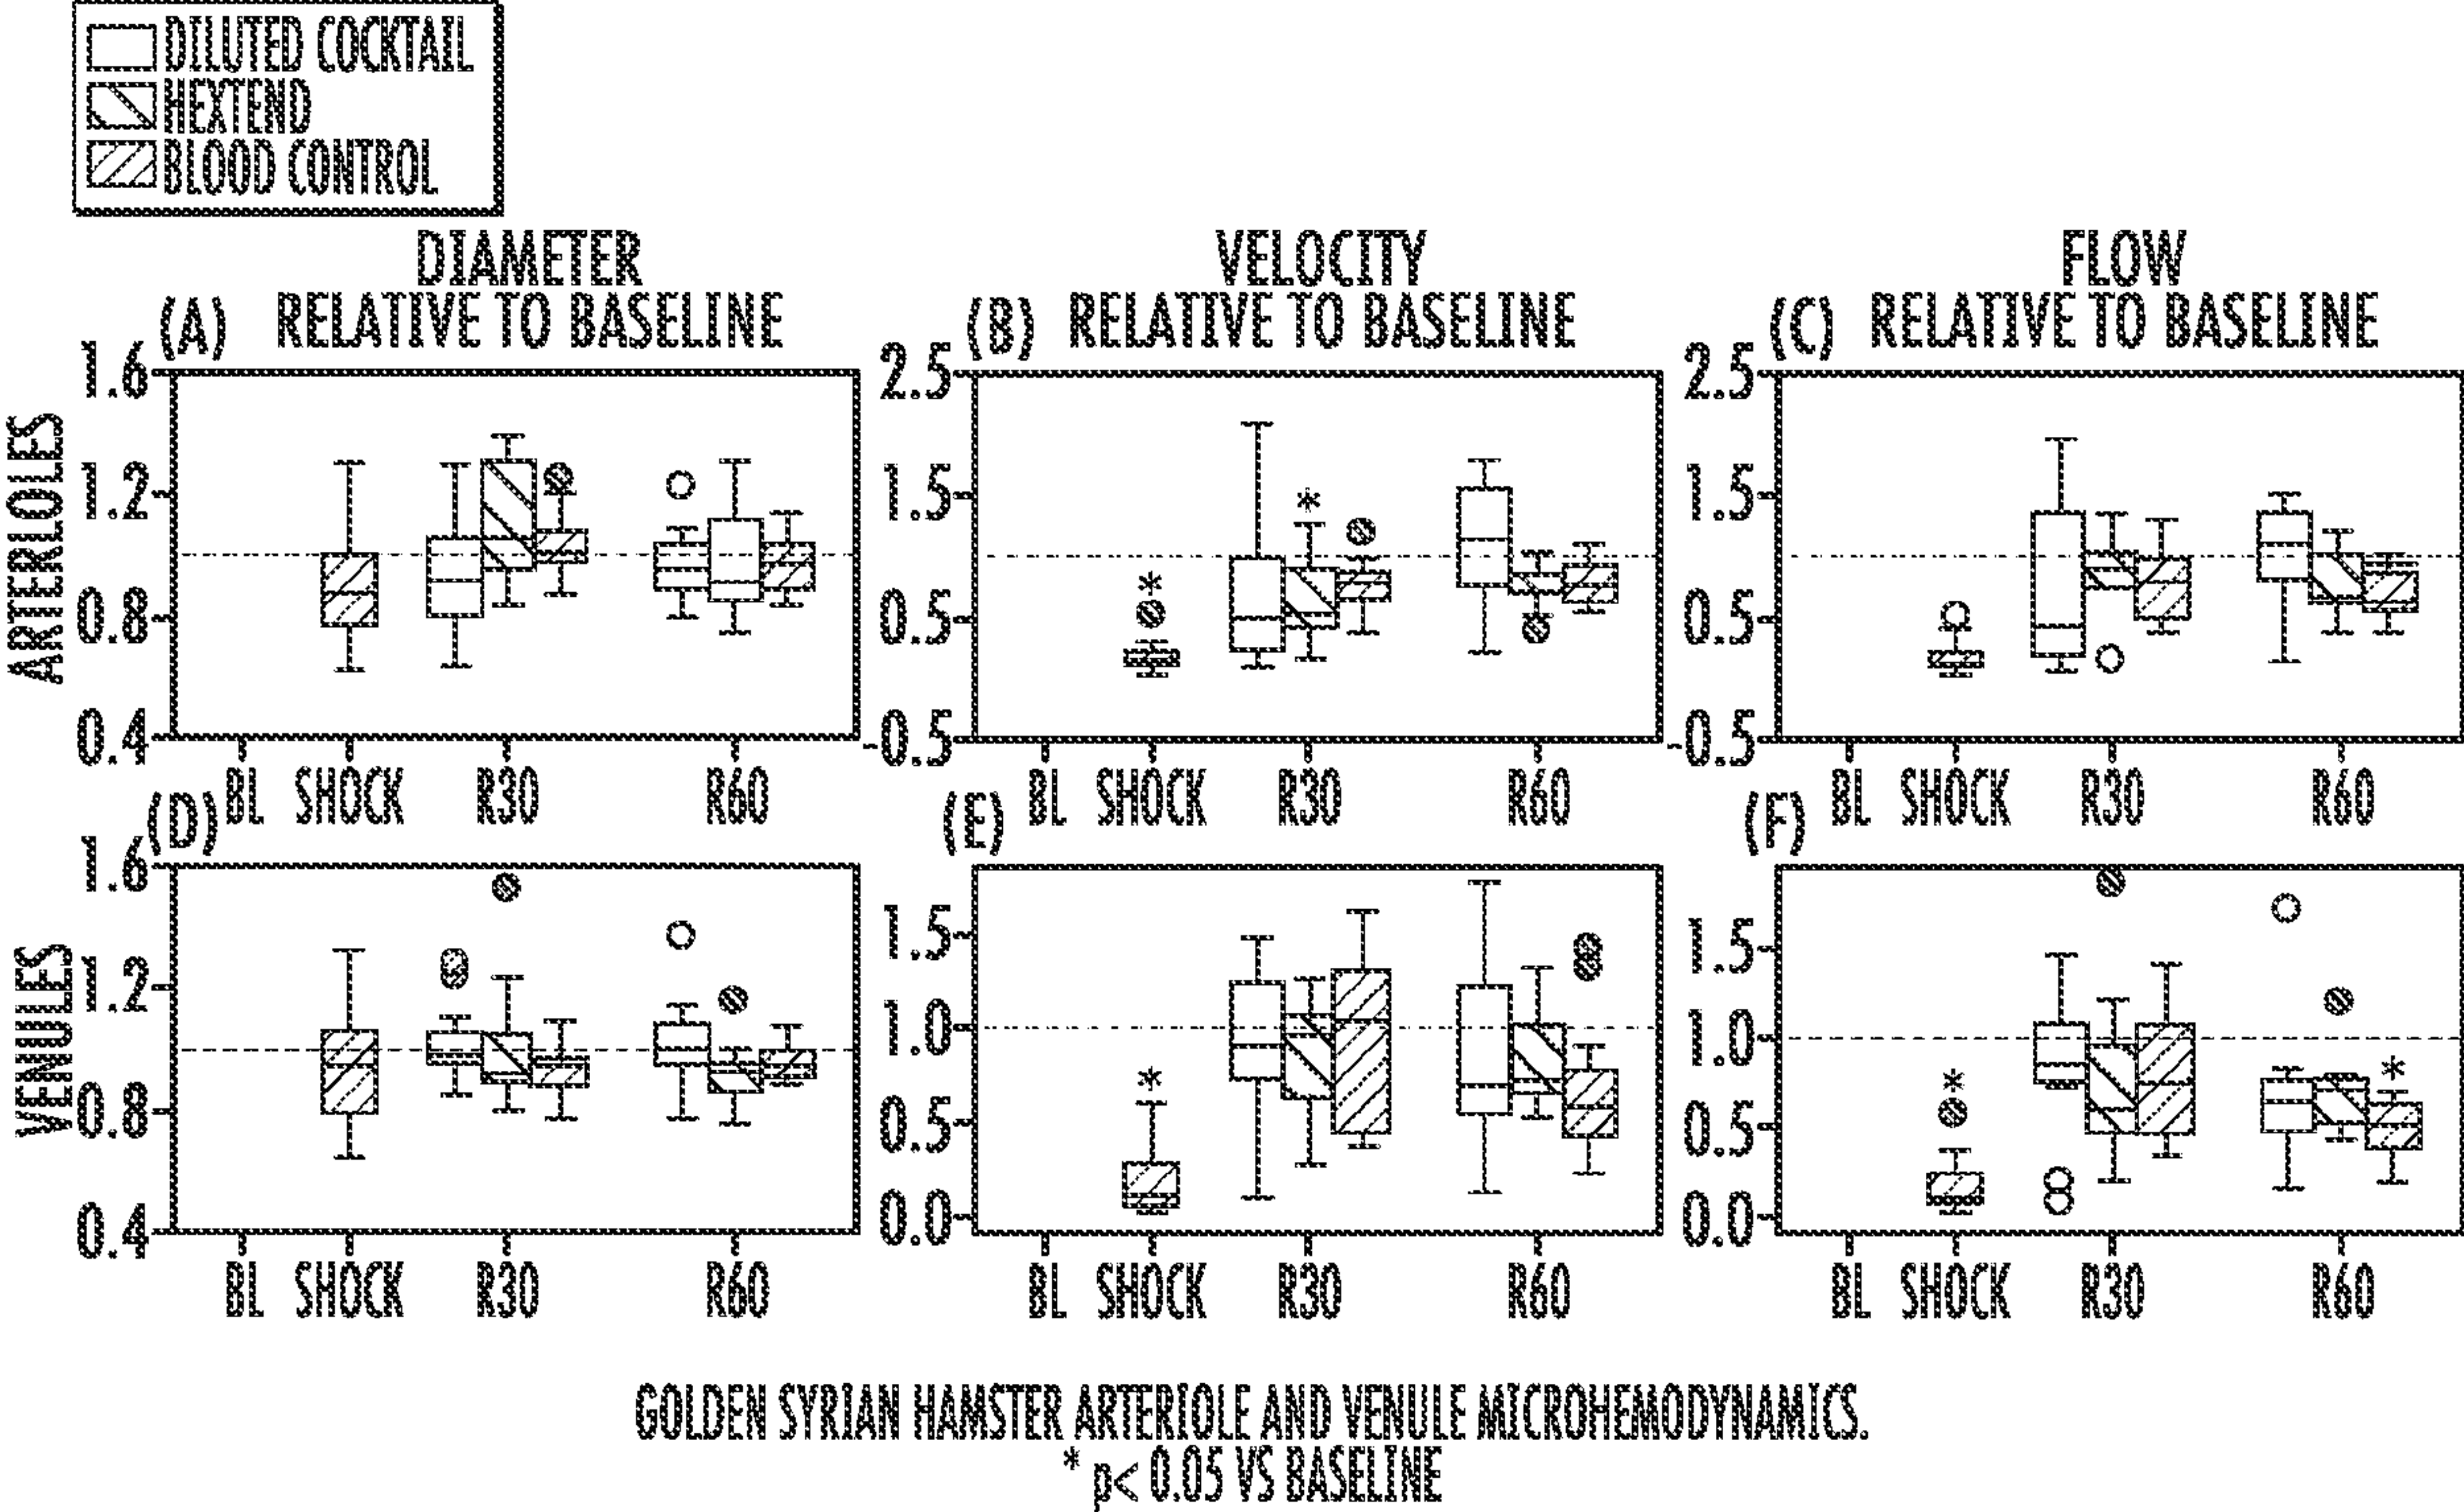 DILUTED COCKTAIL
HEXTEND
BLOOD CONTROL
DIAMETER
(A) RELATIVE TO BASELINE
VELOCITY
(B) RELATIVE TO BASELINE
FLOW
(C) RELATIVE TO BASELINE
ARTERLOLES
1.6
1.2
0.8
0.4
BL SHOCK R30 R60
2.5
1.5
0.5
-0.5
*
*
BL SHOCK R30 R60
2.5
1.5
0.5
-0.5
BL SHOCK R30 R60
VENULES
(D)
1.6
1.2
0.8
0.4
BL SHOCK R30 R60
(E)
1.5
1.0
0.5
0.0
*
BL SHOCK R30 R60
(F)
1.5
1.0
0.5
0.0
*
*
BL SHOCK R30 R60
GOLDEN SYRIAN HAMSTER ARTERIOLE AND VENULE MICROHEMODYNAMICS.
* p< 0.05 VS BASELINE